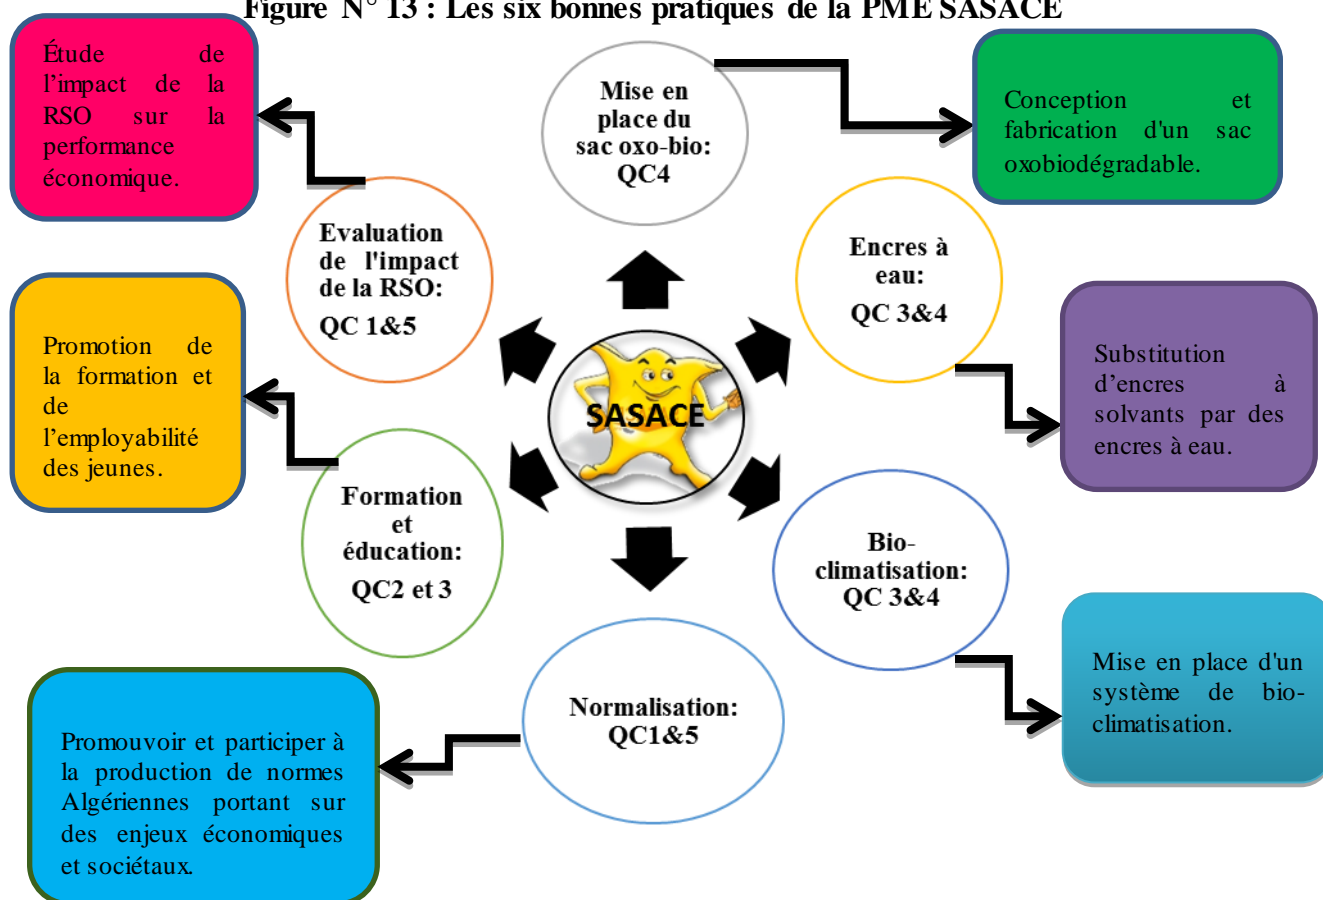 Figure N° 13 : Les six bonnes pratiques de la PME SASACE
Étude de
l'impact de la
RSO sur la
performance
économique.
Mise en
place du
sac oxo-bio:
QC4
Conception et
fabrication d'un sac
oxobiodégradable.
Evaluation
de l'impact
de la RSO:
QC 1&5
Encres à
eau:
QC 3&4
Promotion de
la formation et
de
l'employabilité
des jeunes.
SASACE
Substitution
d'encres à
solvants par des
encres à eau.
Formation
et
éducation:
QC2 et 3
Bio-
climatisation:
QC 3&4
Normalisation:
QC1&5
Mise en place d'un
système de bio-
climatisation.
Promouvoir et participer à
la production de normes
Algériennes portant sur
des enjeux économiques
et sociétaux.